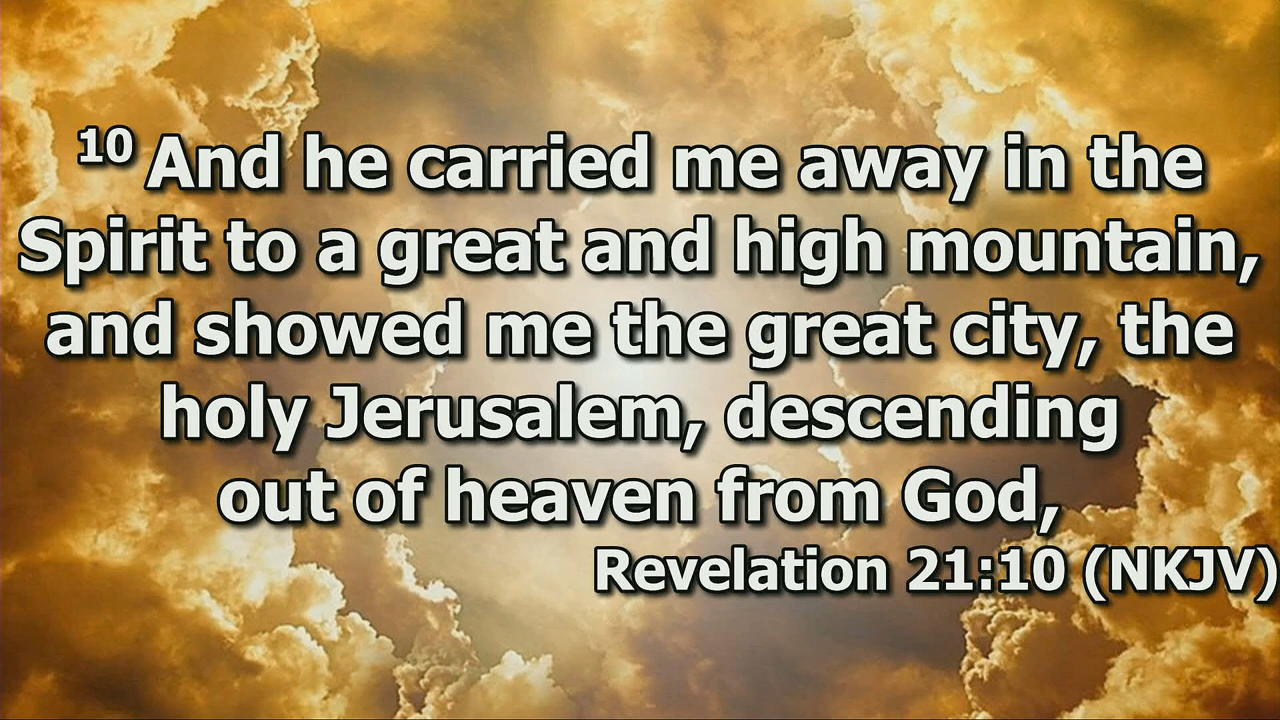 10 And he carried me away in the
Spirit to a great and high mountain,
and showed me the great city, the
holy Jerusalem, descending
out of heaven from God,
Revelation 21:10 (NKJV)